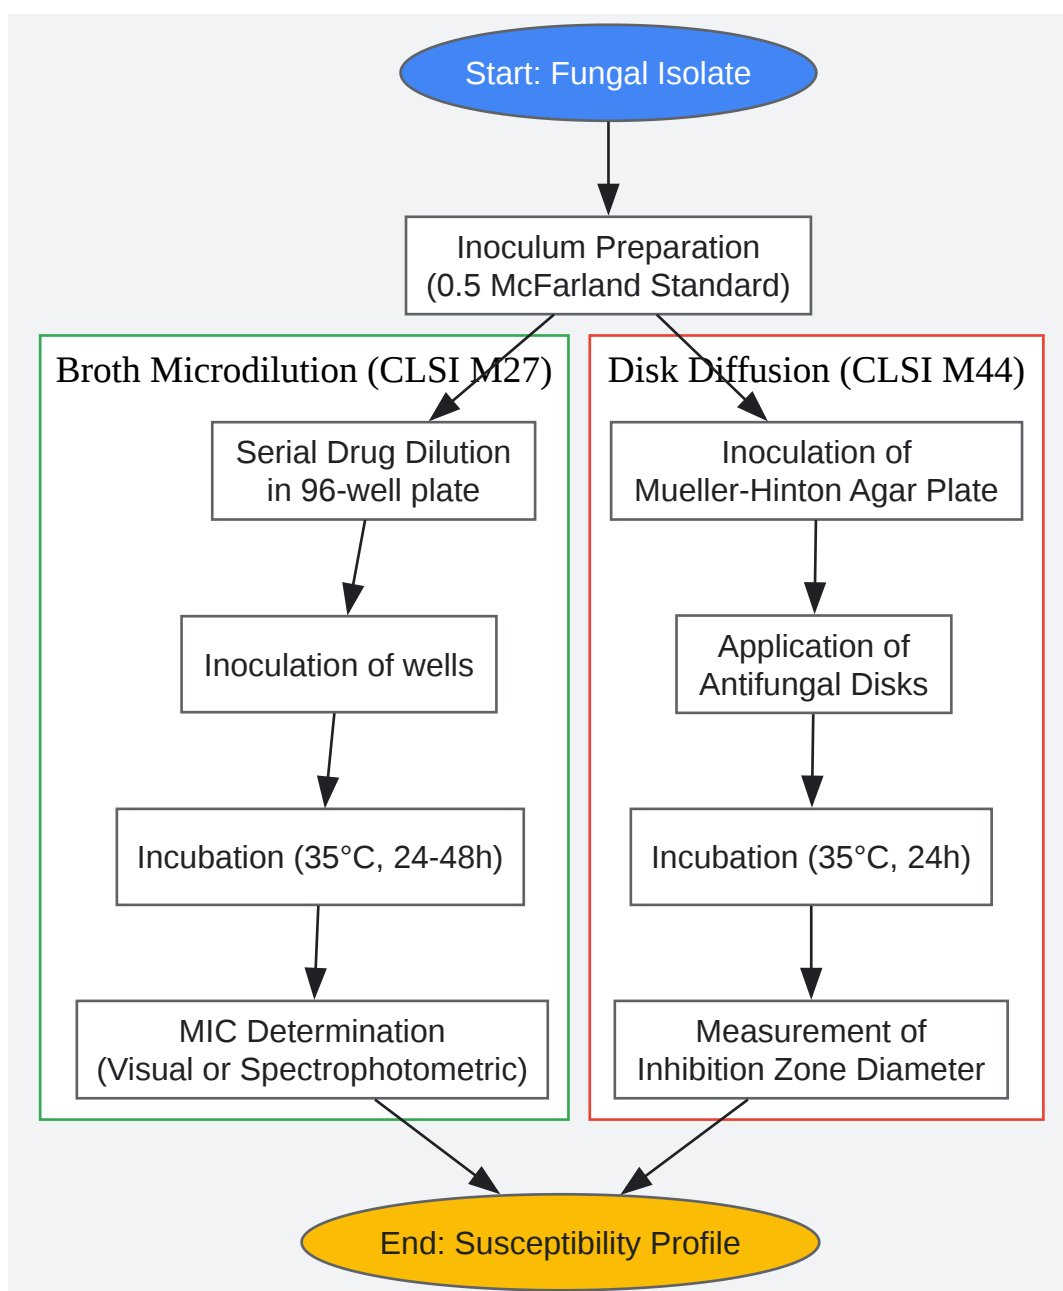 Start: Fungal Isolate
Inoculum Preparation
(0.5 McFarland Standard)
Broth Microdilution (CLSI M27)
Serial Drug Dilution
in 96-well plate
Inoculation of wells
Incubation (35°C, 24-48h)
MIC Determination
(Visual or Spectrophotometric)
Disk Diffusion (CLSI M44)
Inoculation of
Mueller-Hinton Agar Plate
Application of
Antifungal Disks
Incubation (35°C, 24h)
Measurement of
Inhibition Zone Diameter
End: Susceptibility Profile